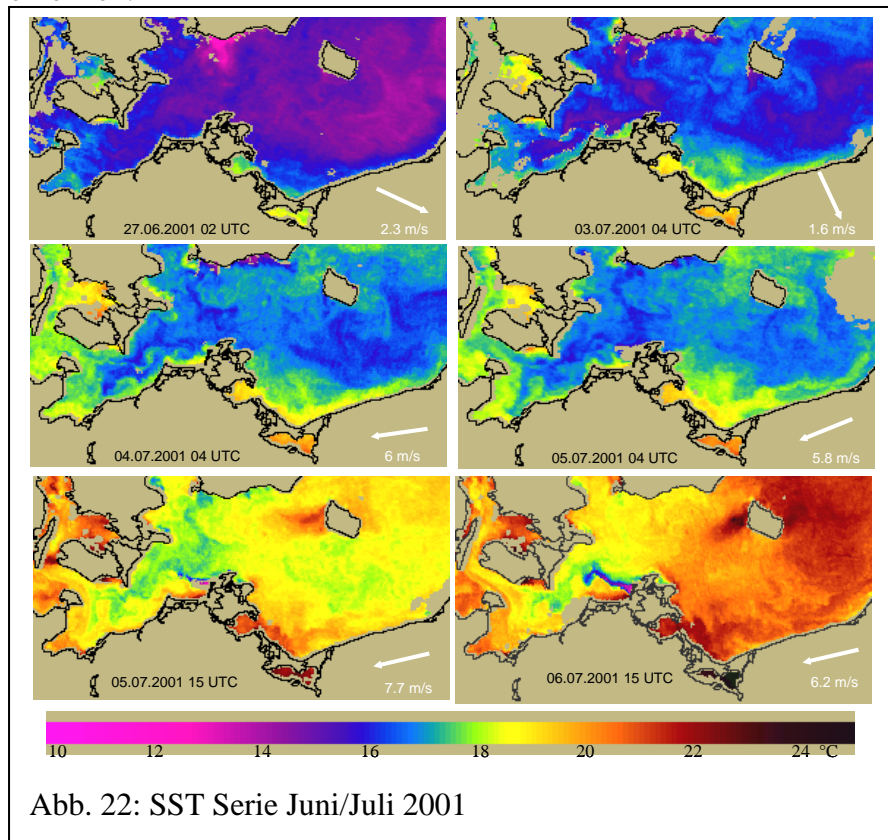 27.06.2001 02 UTC
2.3 m/s
03.07.2001 04 UTC
1.6 m/s
04.07.2001 04 UTC
6 m/s
05.07.2001 04 UTC
5.8 m/s
05.07.2001 15 UTC
7.7 m/s
06.07.2001 15 UTC
6.2 m/s
10 12 14 16 18 20 22 24 °C
Abb. 22: SST Serie Juni/Juli 2001